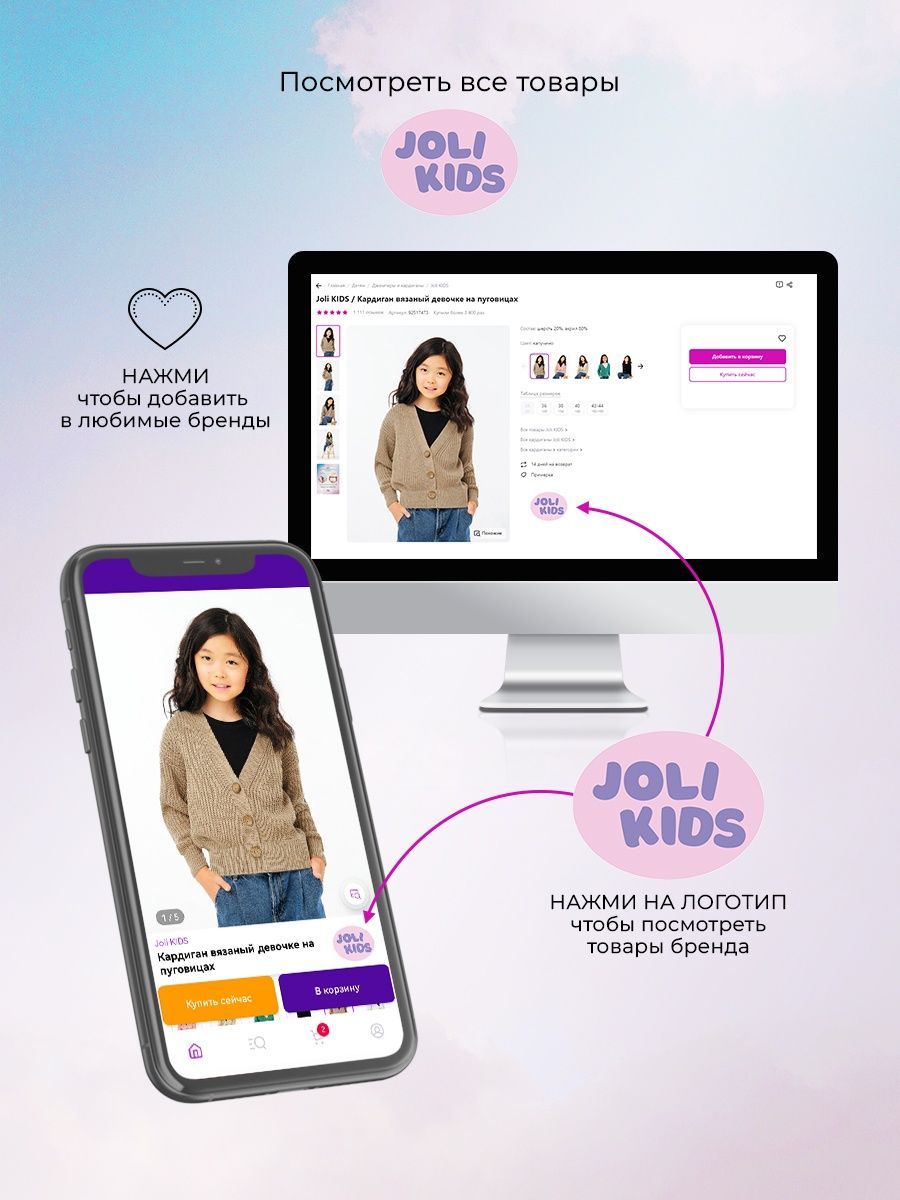 Посмотреть все товары
JOLI
KIDS
НАЖМИ
чтобы добавить
в любимые бренды
Главная / Детям / Джемперы и кардиганы / Joli KIDS
Joli KIDS / Кардиган вязаный девочке на пуговицах
1 111 отзывов Артикул: 92517473 Купили более 3 800 раз
Состав: шерсть 20%, акрил 80%
Цвет: капучино
Добавить в корзину
Купить сейчас
Таблица размеров
36 38 40 42-44
Все товары Joli KIDS >
Все кардиганы Joli KIDS >
Все кардиганы в категории >
14 дней на возврат
Примерка
JOLI
KIDS
Похожие
JOLI
KIDS
НАЖМИ НА ЛОГОТИП
чтобы посмотреть
товары бренда
1 / 5
Joli KIDS
Кардиган вязаный девочке на
пуговицах
JOLI
KIDS
Купить сейчас
В корзину
2